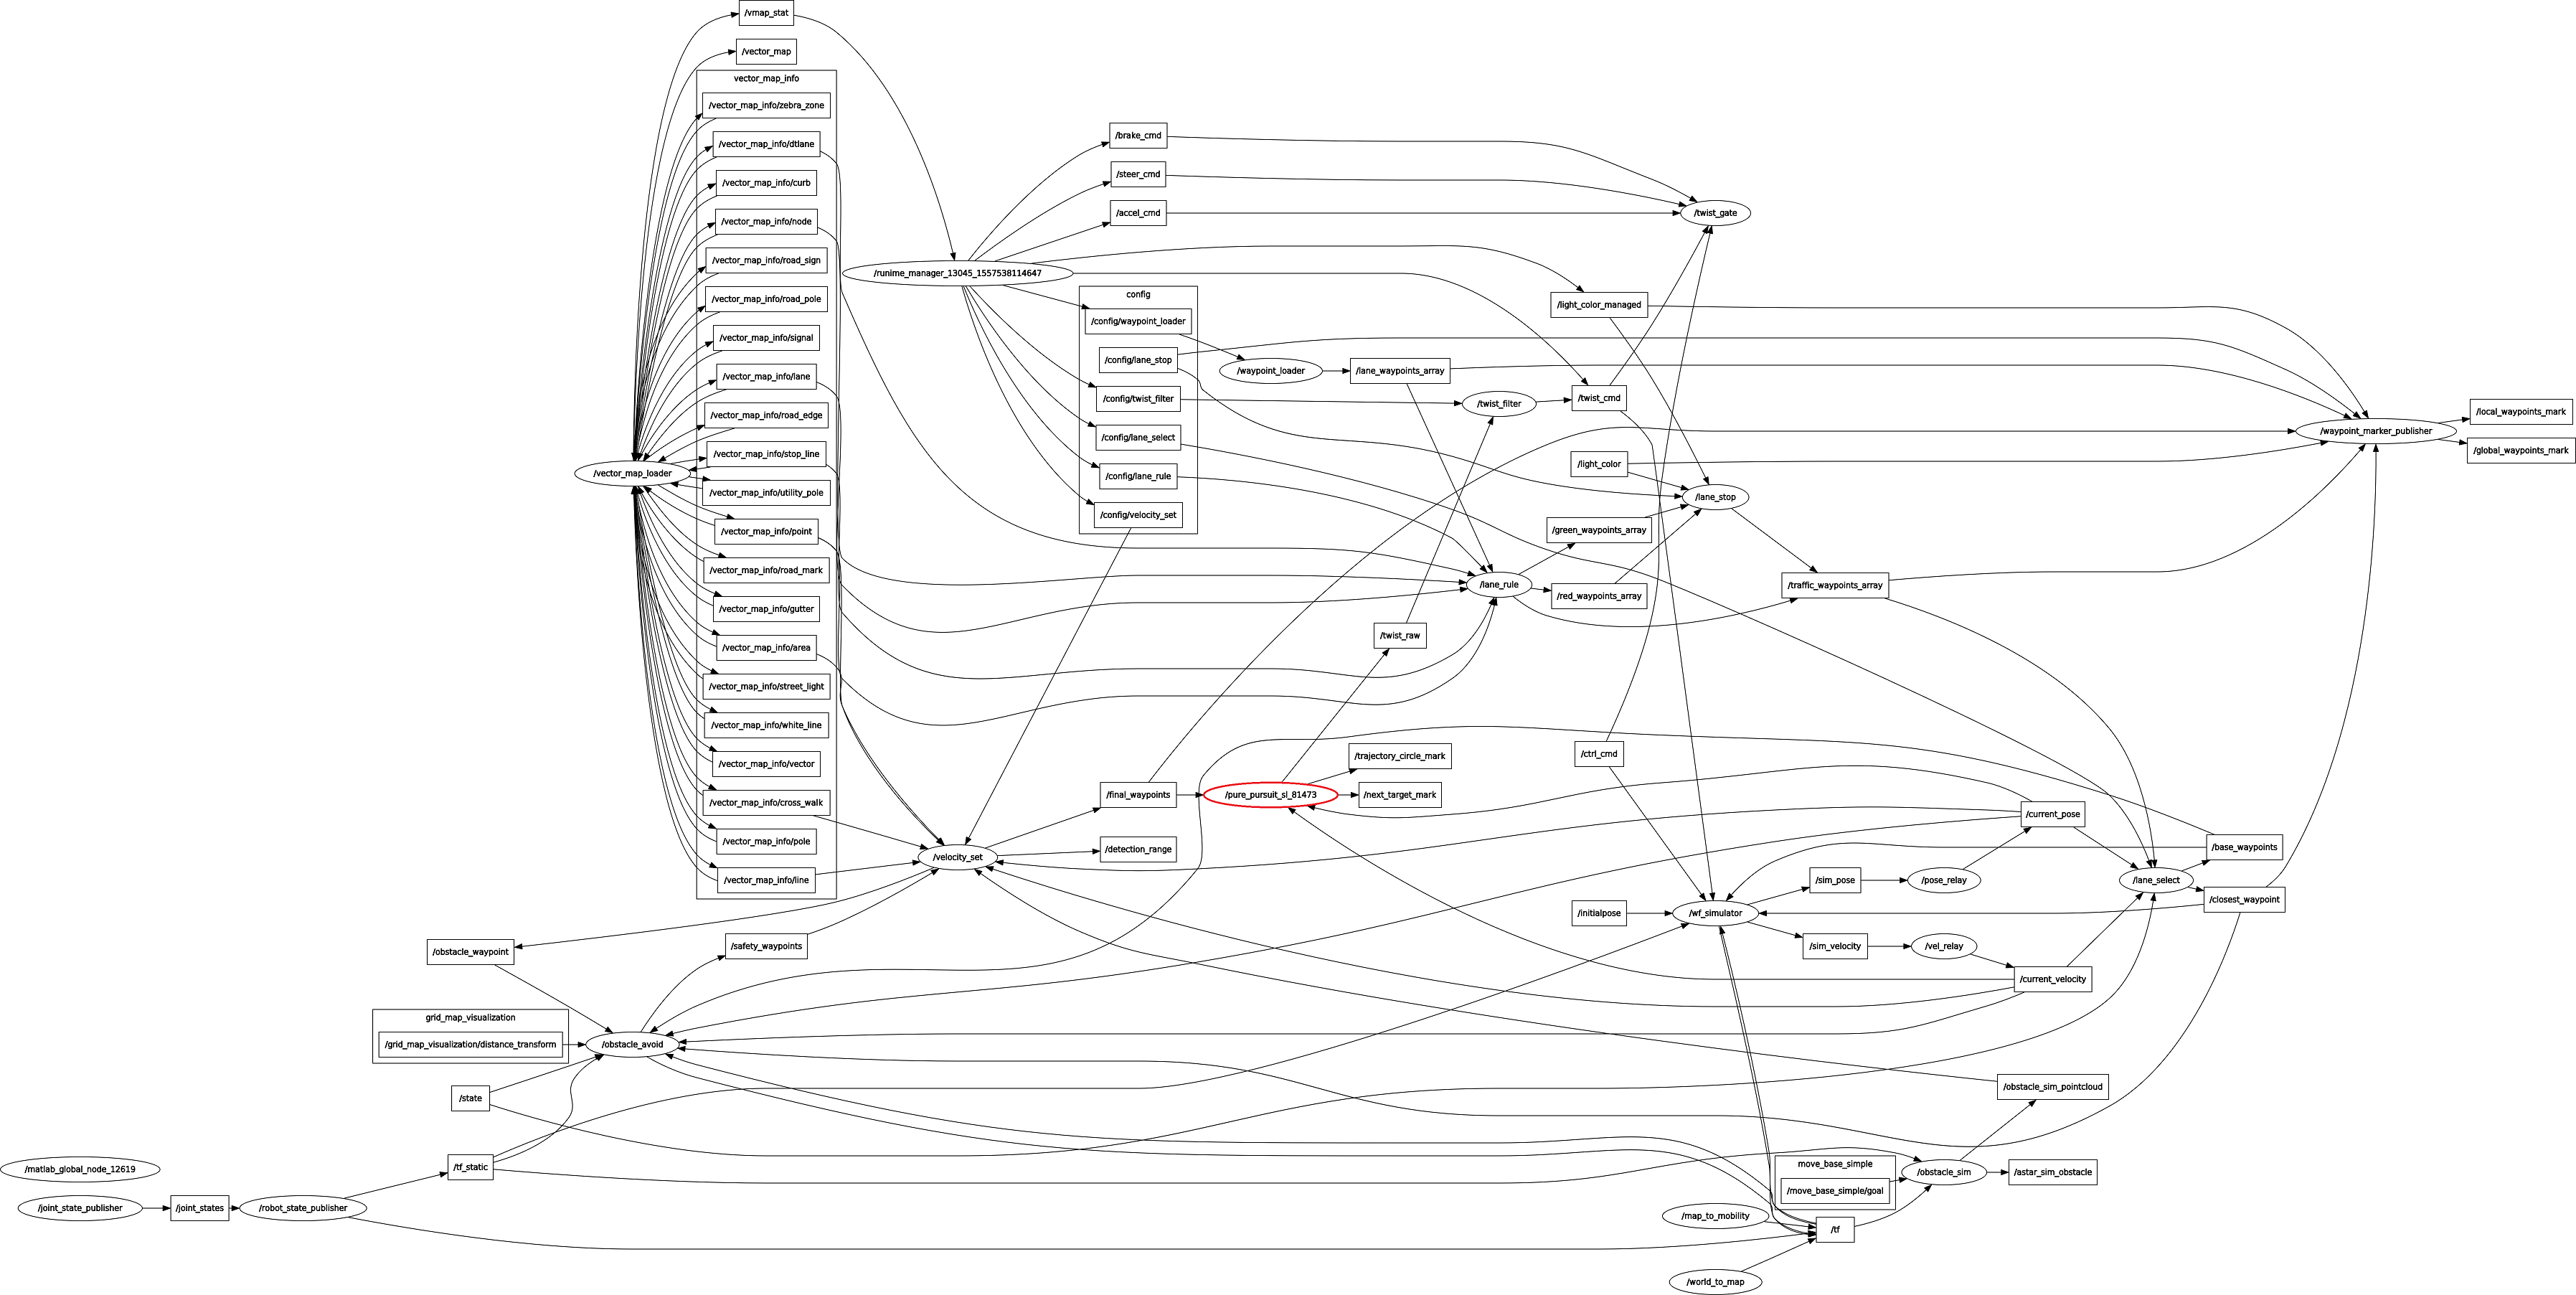 /vmap_stat
/vector_map
vector_map_info
/vector_map_info/zebra_zone
/vector_map_info/dtlane
/vector_map_info/curb
/vector_map_info/node
/vector_map_info/road_sign
/vector_map_info/road_pole
/vector_map_info/signal
/vector_map_info/lane
/vector_map_info/road_edge
/vector_map_info/stop_line
/vector_map_loader
/vector_map_info/utility_pole
/vector_map_info/point
/vector_map_info/road_mark
/vector_map_info/gutter
/vector_map_info/area
/vector_map_info/street_light
/vector_map_info/white_line
/vector_map_info/vector
/vector_map_info/cross_walk
/vector_map_info/pole
/vector_map_info/line
/brake_cmd
/steer_cmd
/accel_cmd
/twist_gate
/runime_manager_13045_1557538114647
config
/config/waypoint_loader
/config/lane_stop
/config/twist_filter
/config/lane_select
/config/lane_rule
/config/velocity_set
/light_color_managed
/waypoint_loader
/lane_waypoints_array
/twist_filter
/twist_cmd
/local_waypoints_mark
/waypoint_marker_publisher
/global_waypoints_mark
/light_color
/lane_stop
/green_waypoints_array
/lane_rule
/red_waypoints_array
/traffic_waypoints_array
/twist_raw
/trajectory_circle_mark
/ctrl_cmd
/final_waypoints
/pure_pursuit_sl_81473
/next_target_mark
/current_pose
/velocity_set
/detection_range
/base_waypoints
/sim_pose
/pose_relay
/lane_select
/closest_waypoint
/initialpose
/wf_simulator
/sim_velocity
/vel_relay
/current_velocity
/obstacle_waypoint
/safety_waypoints
grid_map_visualization
/grid_map_visualization/distance_transform
/obstacle_avoid
/state
/obstacle_sim_pointcloud
/matlab_global_node_12619
/tf_static
move_base_simple
/move_base_simple/goal
/obstacle_sim
/astar_sim_obstacle
/joint_state_publisher
/joint_states
/robot_state_publisher
/map_to_mobility
/tf
/world_to_map